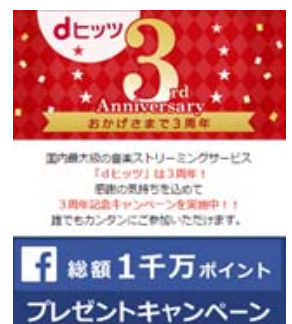 dヒッツ
3rd
Anniversary
おかげさまで3周年
国内最大級の音楽ストリーミングサービス
「dヒッツ」は3周年！
感謝の気持ちを込めて
3周年記念キャンペーンを実施中！！
誰でもカンタンにご参加いただけます。
f 総額1千万ポイント
プレゼントキャンペーン